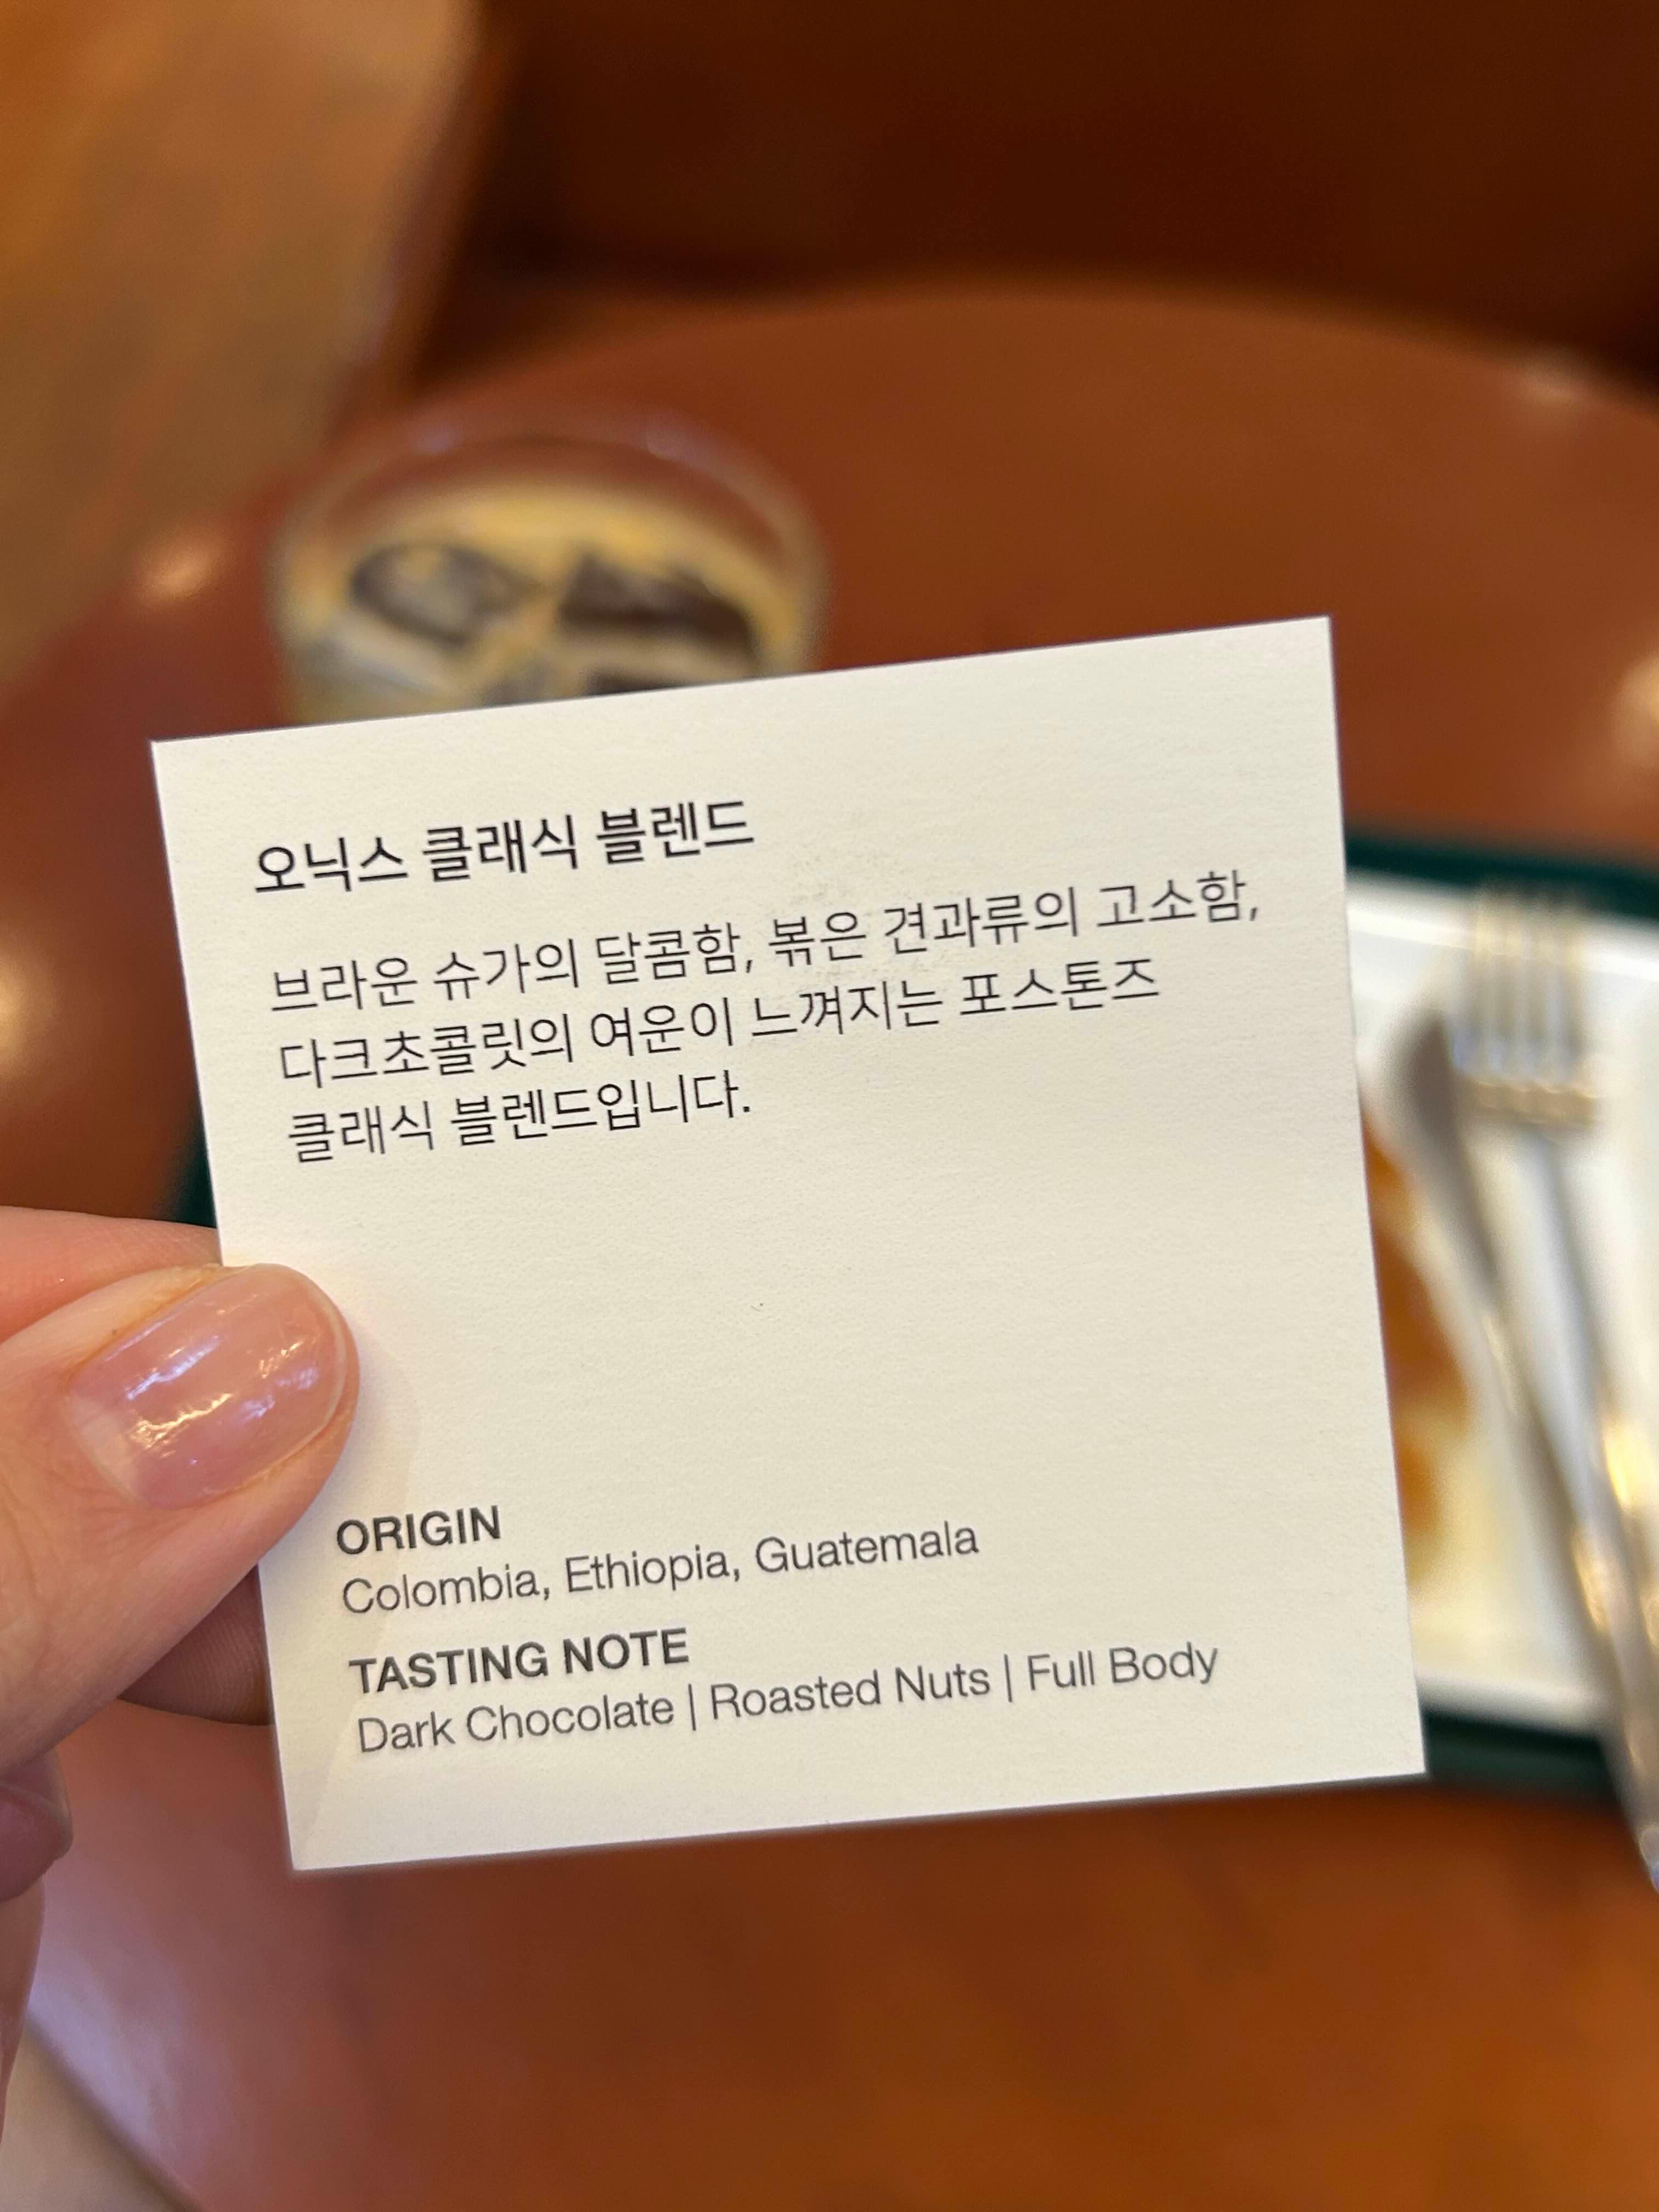 오닉스 클래식 블렌드
브라운 슈가의 달콤함, 볶은 견과류의 고소함,
다크초콜릿의 여운이 느껴지는 포스톤즈
클래식 블렌드입니다.
ORIGIN
Colombia, Ethiopia, Guatemala
TASTING NOTE
Dark Chocolate | Roasted Nuts | Full Body